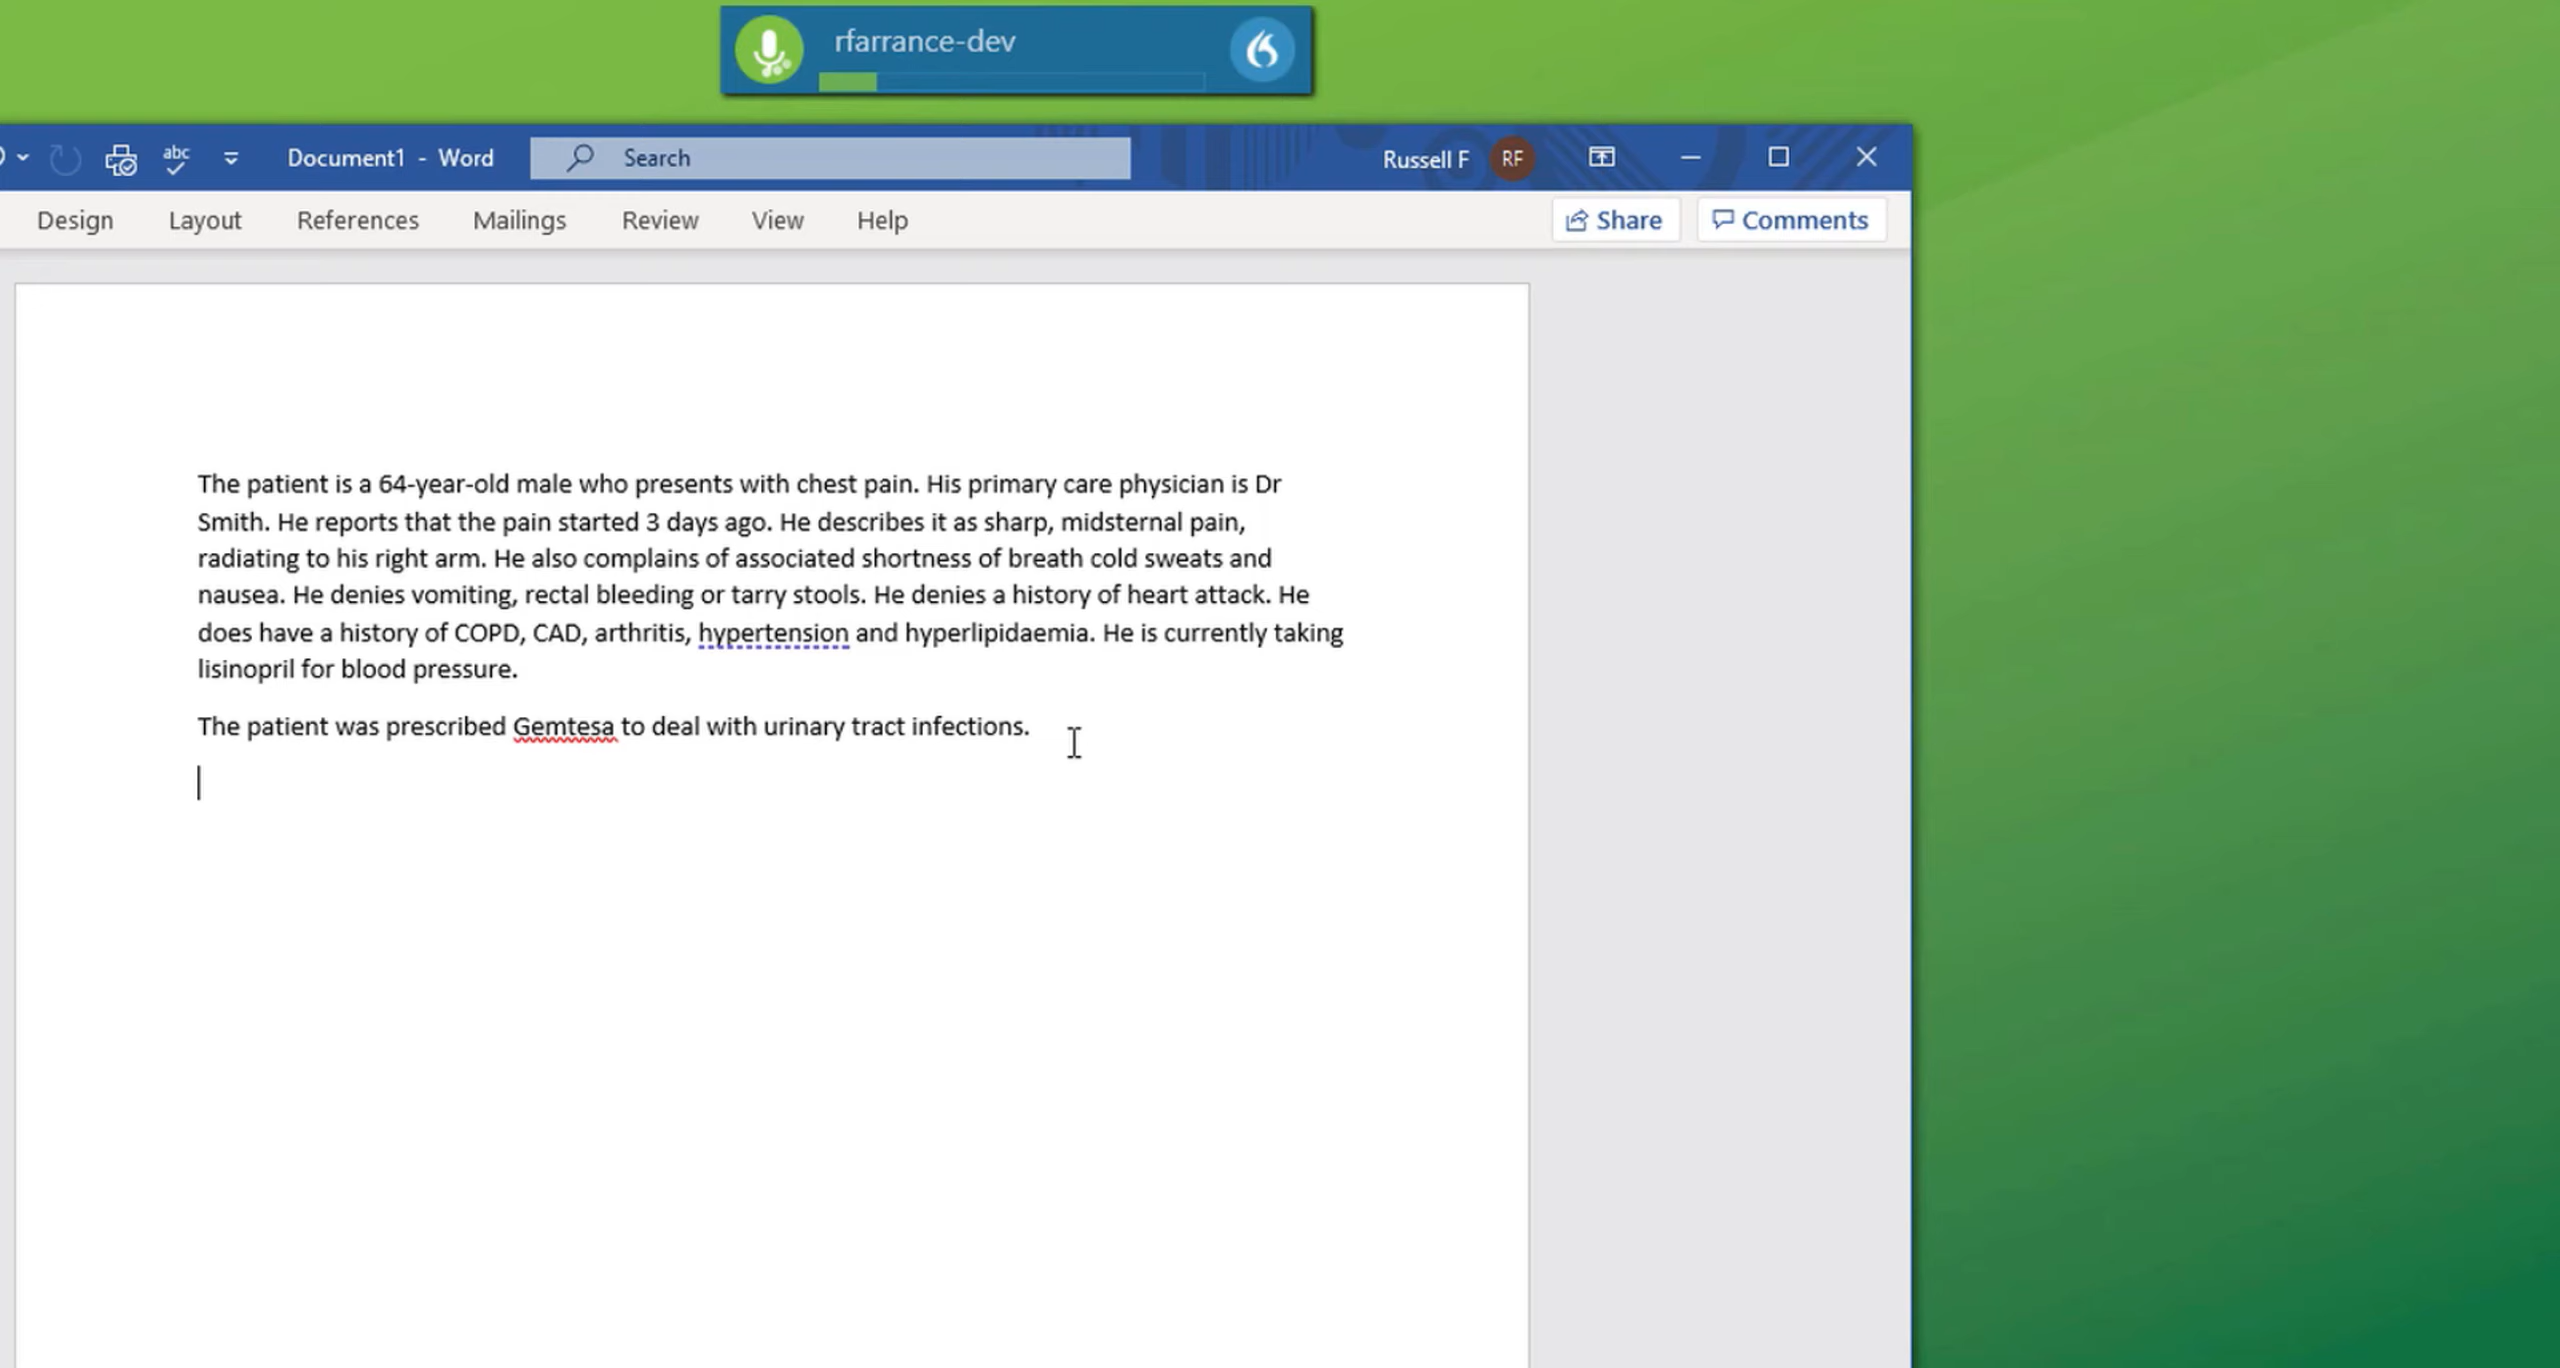 rfarrance-dev
abc
Document1 - Word
Search
Russell F
RF
Design
Layout
References
Mailings
Review
View
Help
Share
Comments
The patient is a 64-year-old male who presents with chest pain. His primary care physician is Dr
Smith. He reports that the pain started 3 days ago. He describes it as sharp, midsternal pain,
radiating to his right arm. He also complains of associated shortness of breath cold sweats and
nausea. He denies vomiting, rectal bleeding or tarry stools. He denies a history of heart attack. He
does have a history of COPD, CAD, arthritis, hypertension and hyperlipidaemia. He is currently taking
lisinopril for blood pressure.
The patient was prescribed Gemtesa to deal with urinary tract infections.